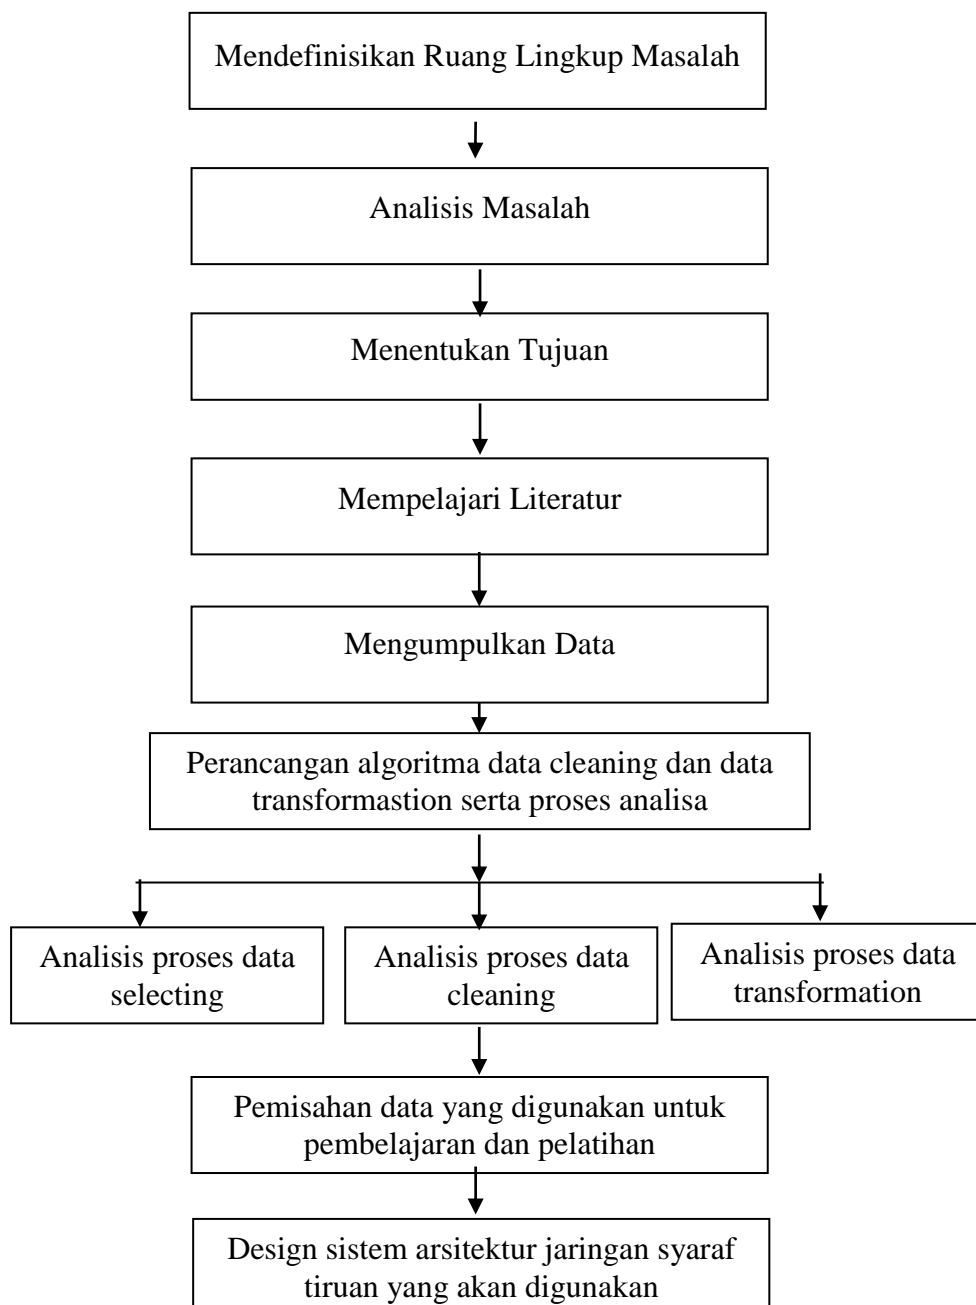 Mendefinisikan Ruang Lingkup Masalah
Analisis Masalah
Menentukan Tujuan
Mempelajari Literatur
Mengumpulkan Data
Perancangan algoritma data cleaning dan data
transformastion serta proses analisa
Analisis proses data
selecting
Analisis proses data
cleaning
Analisis proses data
transformation
Pemisahan data yang digunakan untuk
pembelajaran dan pelatihan
Design sistem arsitektur jaringan syaraf
tiruan yang akan digunakan